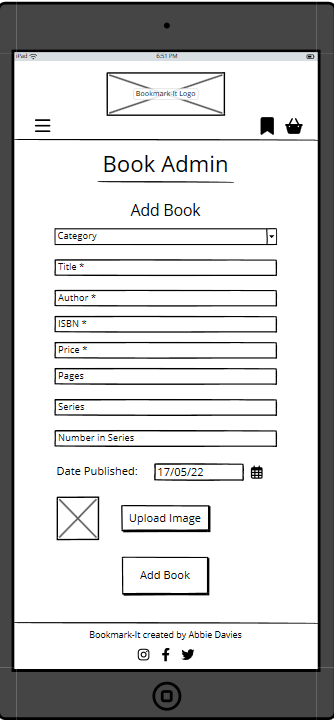 iPad
6:51 PM
Bookmark-It Logo
Book Admin
Add Book
Category
Title *
Author *
ISBN *
Price *
Pages
Series
Number in Series
Date Published: 17/05/22
Upload Image
Add Book
Bookmark-It created by Abbie Davies